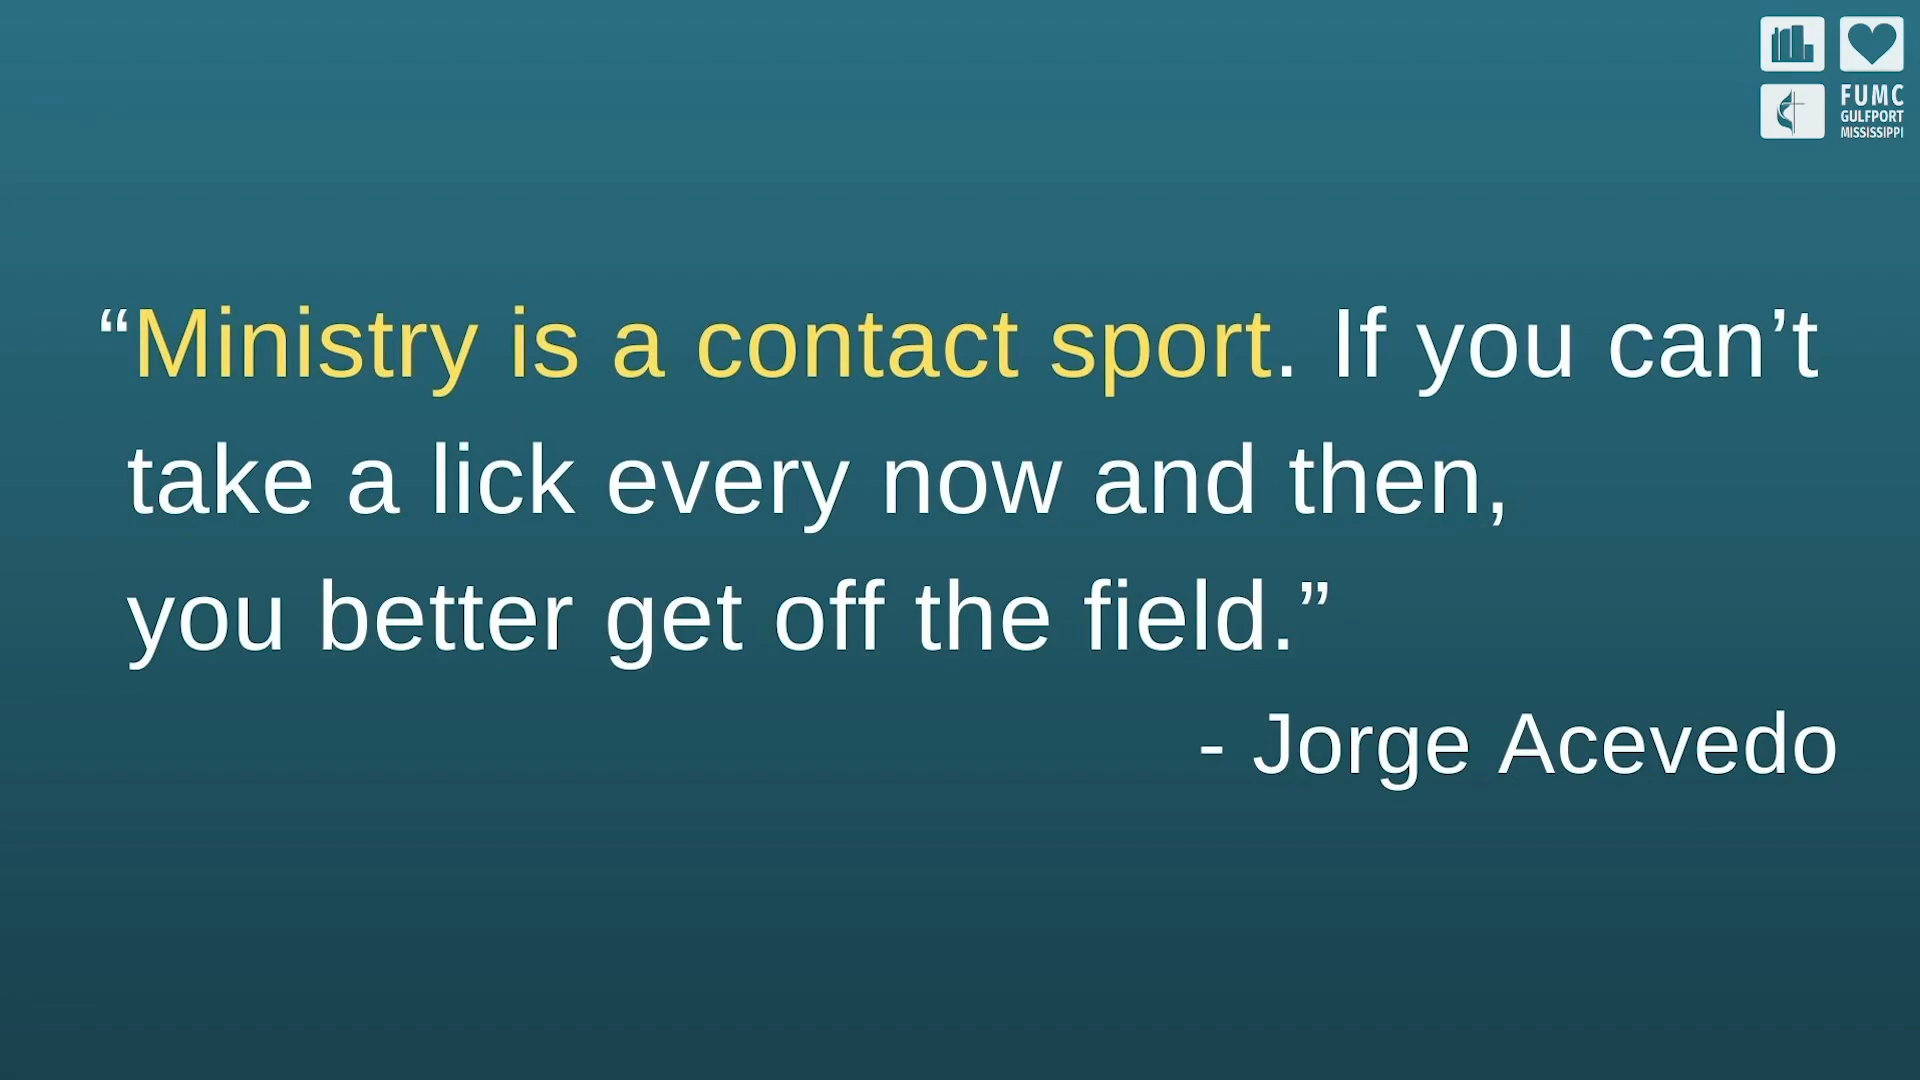 FUMC
GULFPORT
MISSISSIPPI
“Ministry is a contact sport. If you can’t
take a lick every now and then,
you better get off the field.”
- Jorge Acevedo